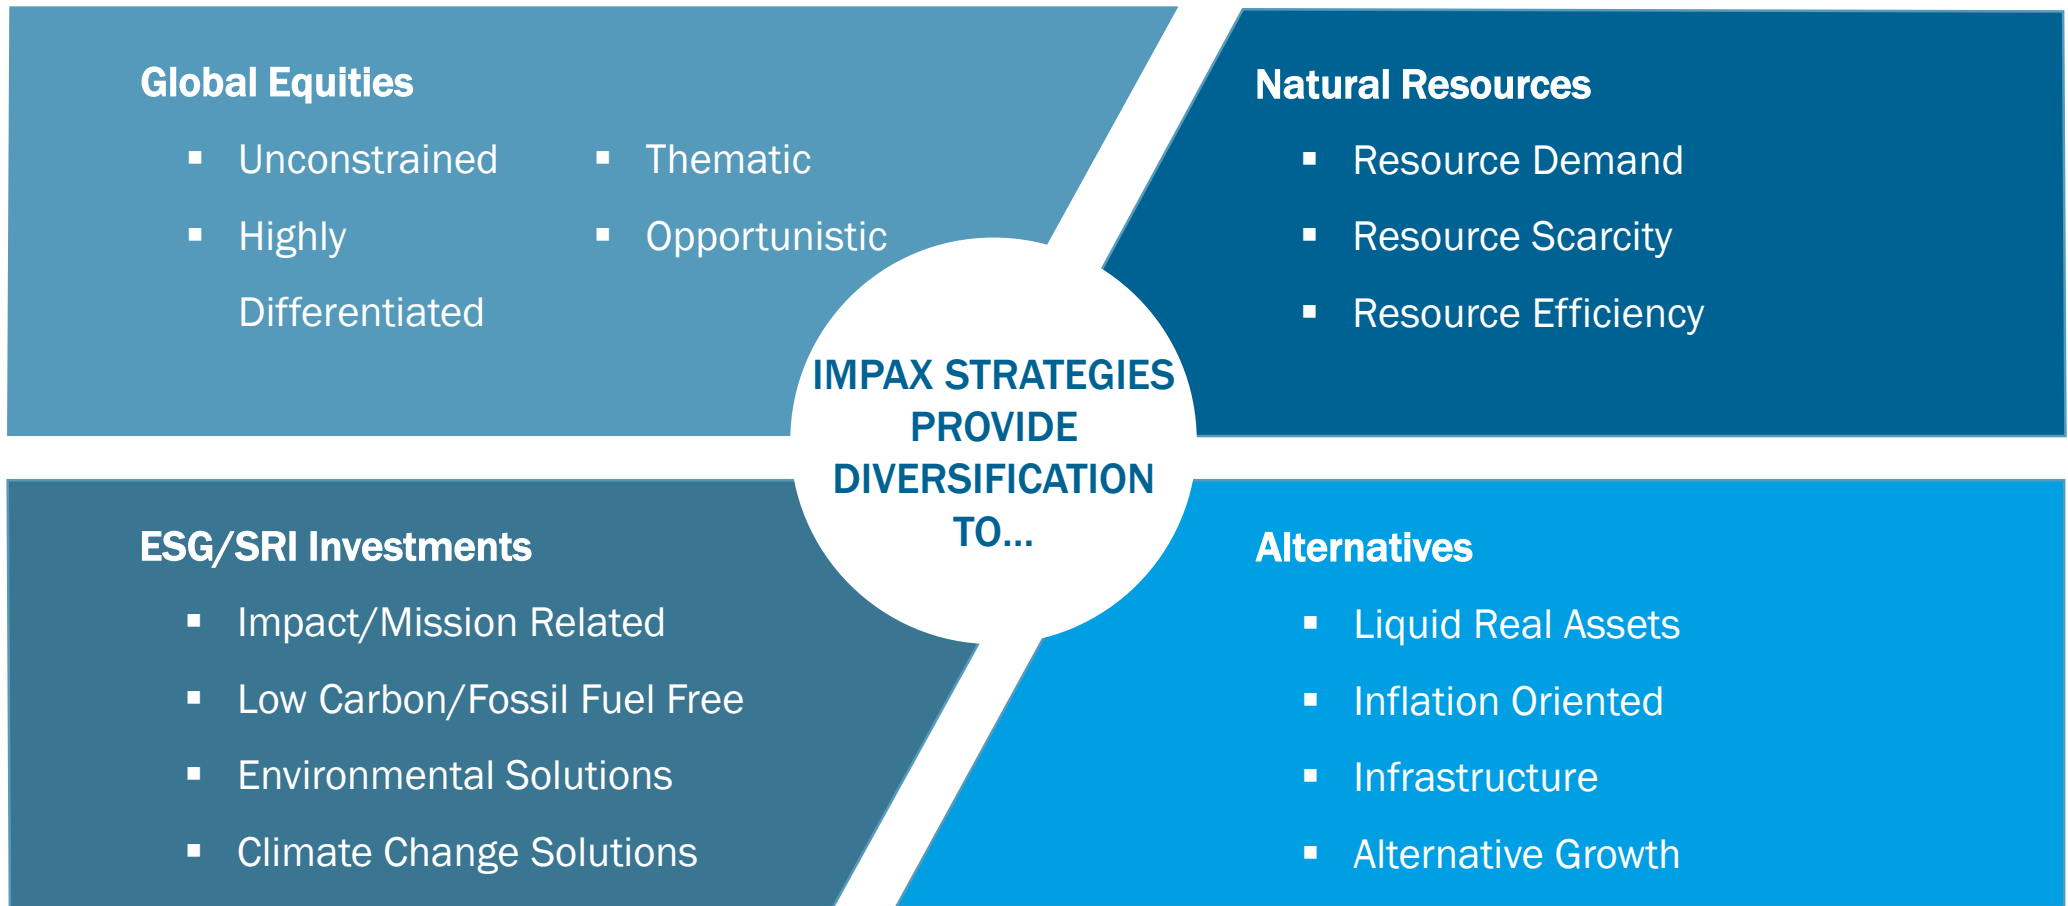 Global Equities
▪ Unconstrained
▪ Highly
Differentiated
▪ Thematic
▪ Opportunistic
Natural Resources
▪ Resource Demand
▪ Resource Scarcity
▪ Resource Efficiency
IMPAX STRATEGIES
PROVIDE
DIVERSIFICATION
TO...
ESG/SRI Investments
▪ Impact/Mission Related
▪ Low Carbon/Fossil Fuel Free
▪ Environmental Solutions
▪ Climate Change Solutions
Alternatives
▪ Liquid Real Assets
▪ Inflation Oriented
▪ Infrastructure
▪ Alternative Growth